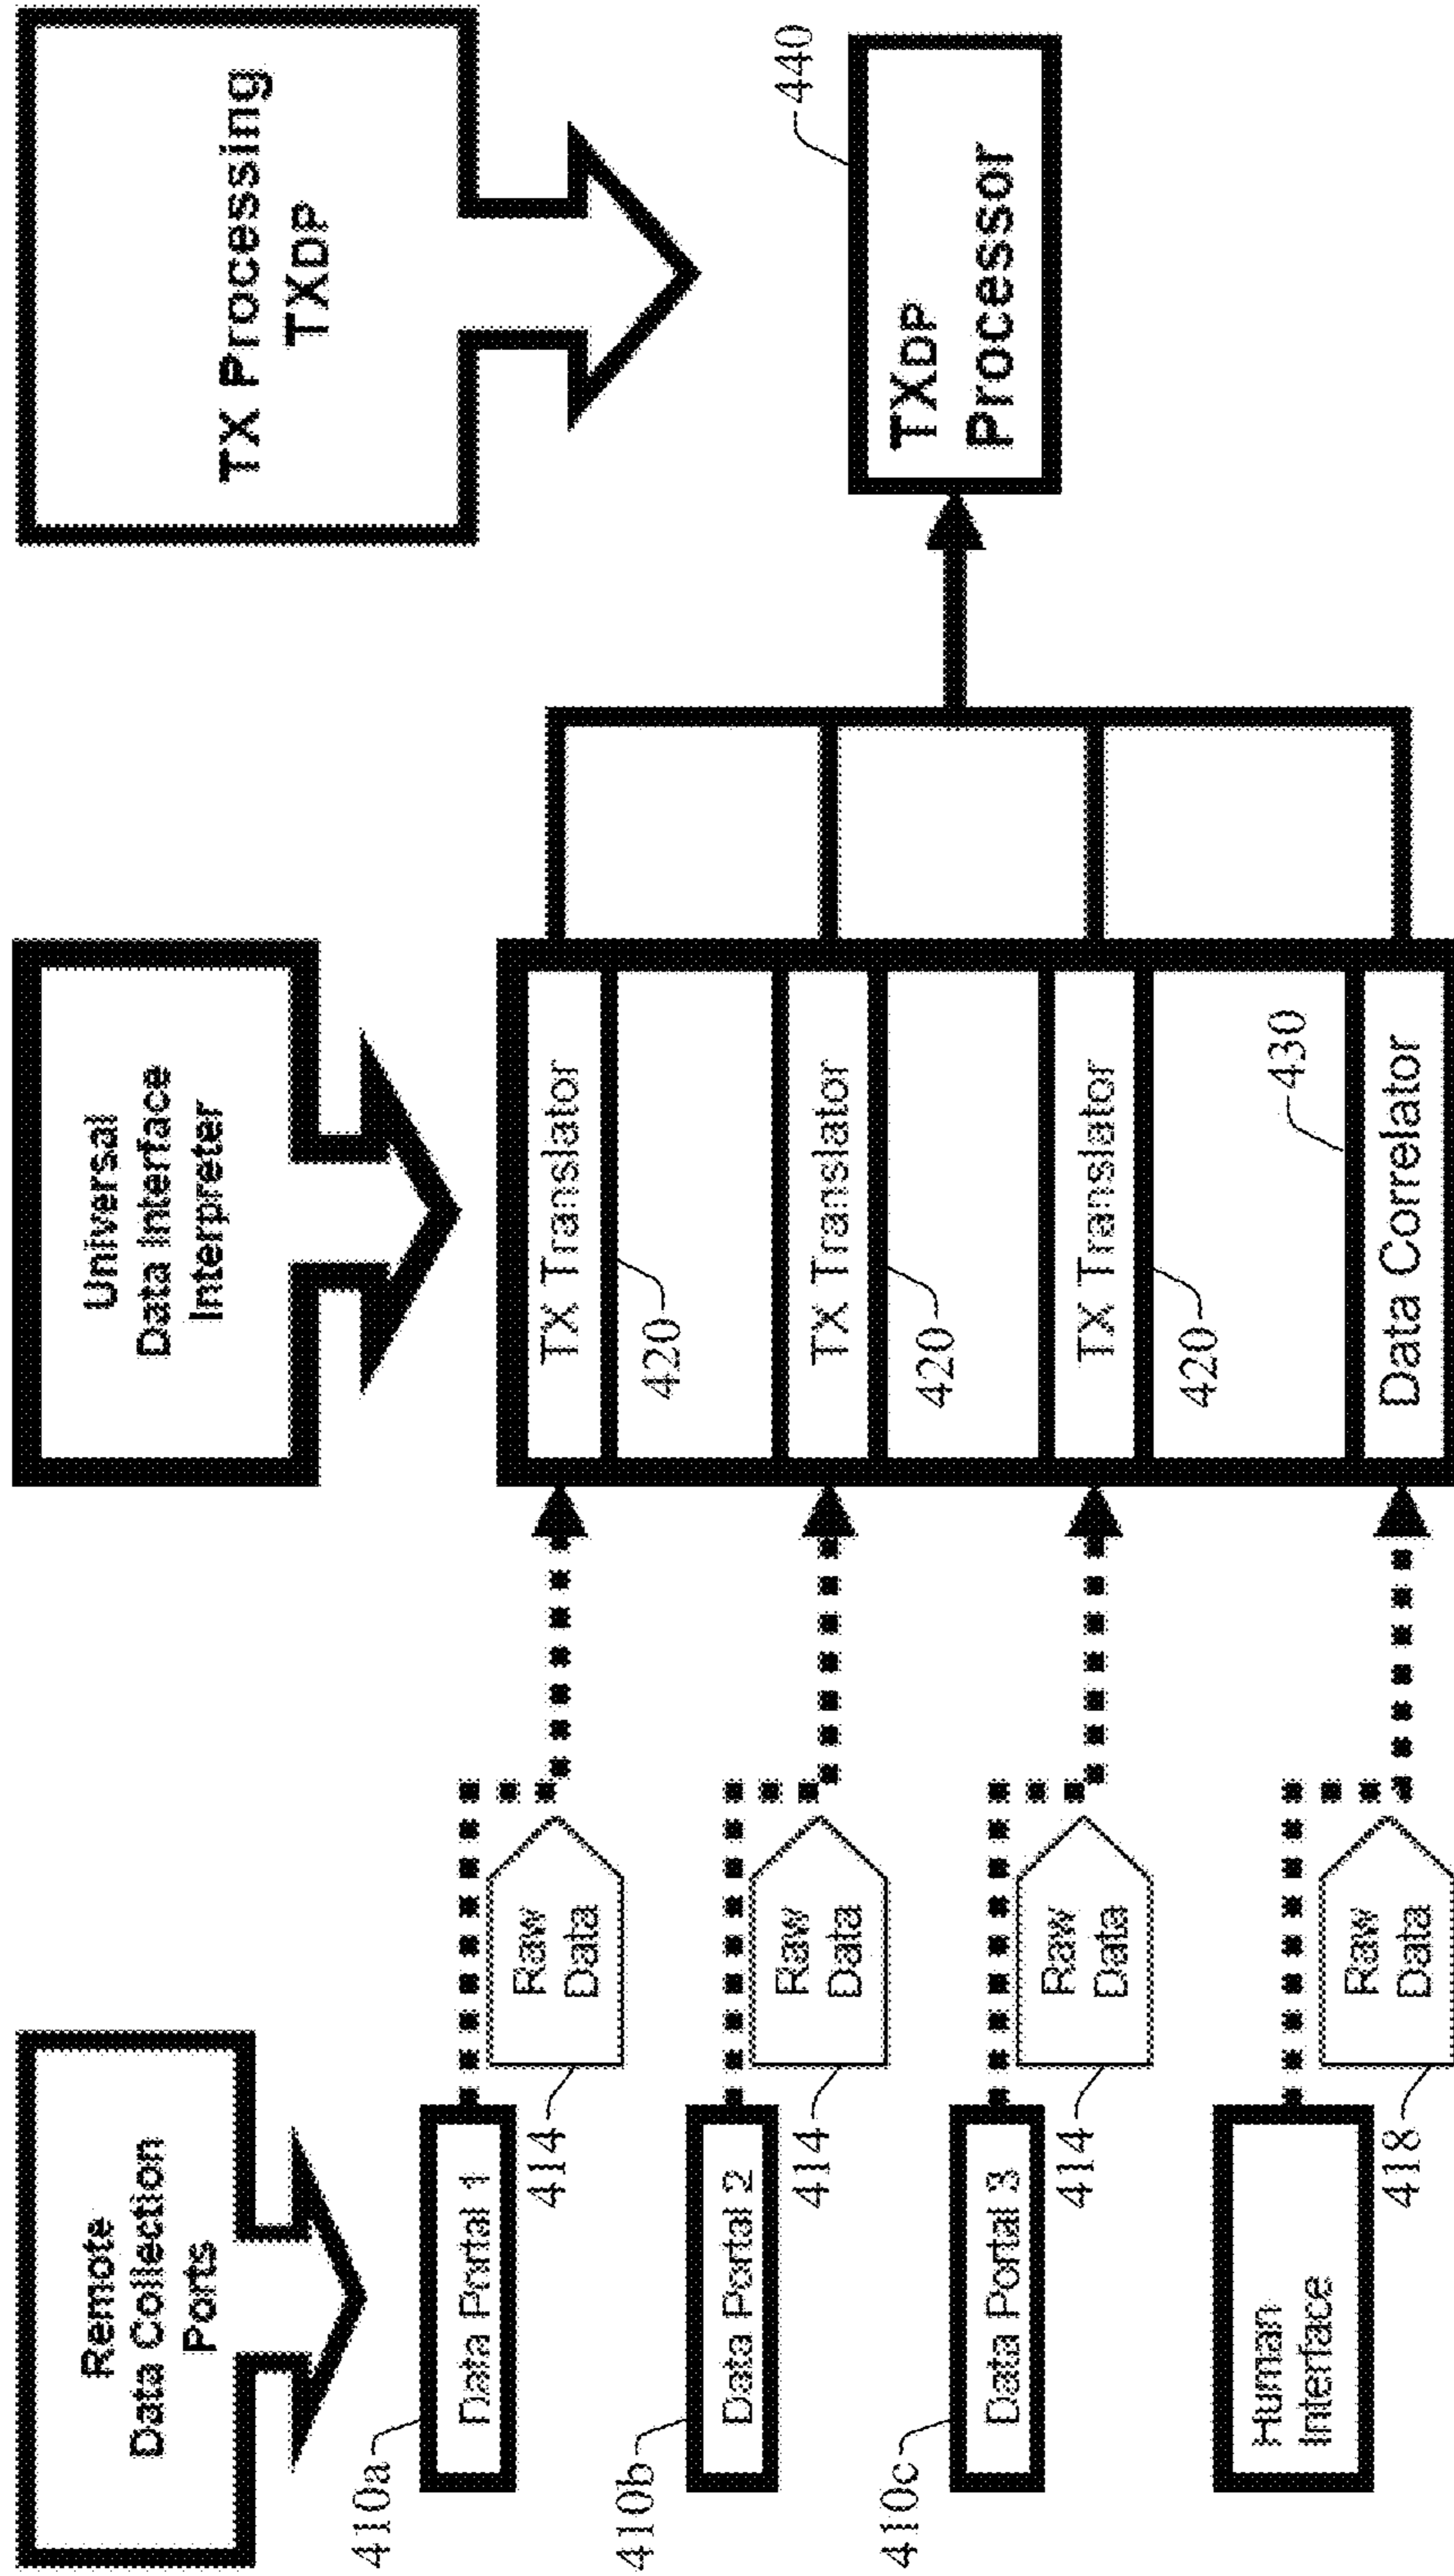 Remote
Data Collection
Ports
Universal
Data Interface
Interpreter
TX Processing
TXDP
410a
Data Portal 1
414
Raw
Data
TX Translator
420
410b
Data Portal 2
414
Raw
Data
TX Translator
420
440
TXDP
Processor
410c
Data Portal 3
414
Raw
Data
TX Translator
420
Human
Interface
418
Raw
Data
430
Data Correlator